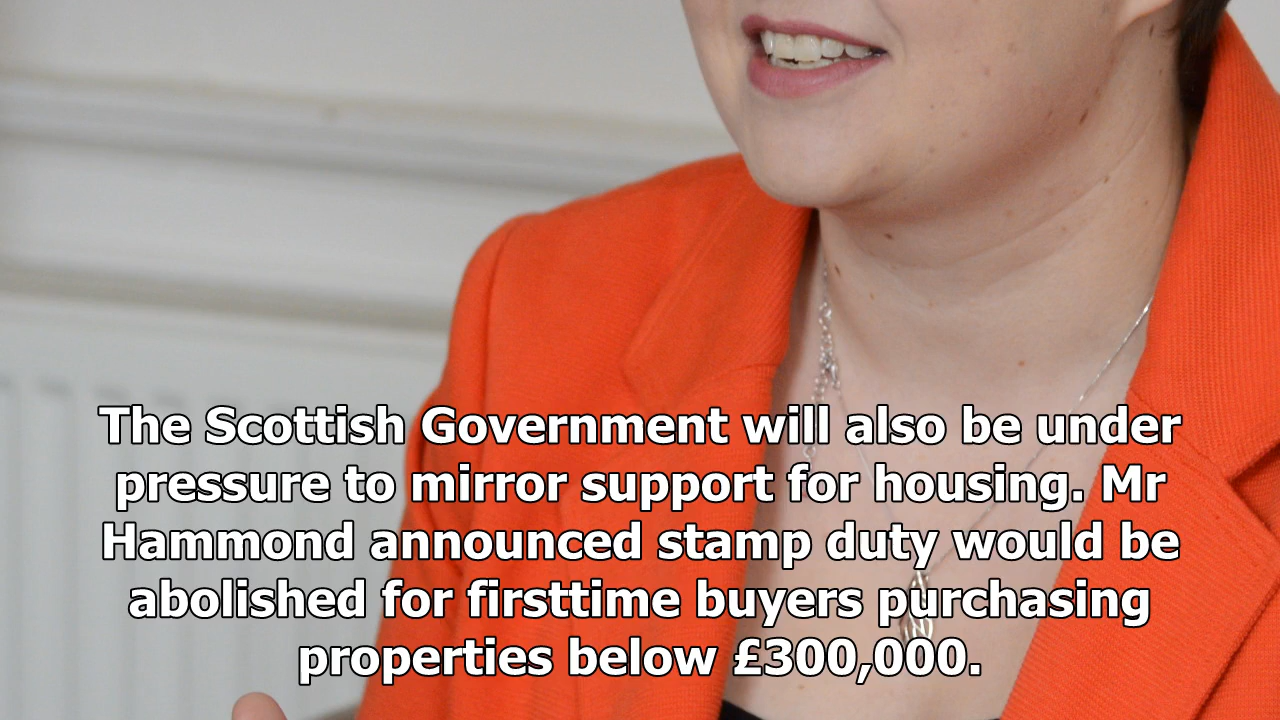 The Scottish Government will also be under
pressure to mirror support for housing. Mr
Hammond announced stamp duty would be
abolished for firsttime buyers purchasing
properties below £300,000.